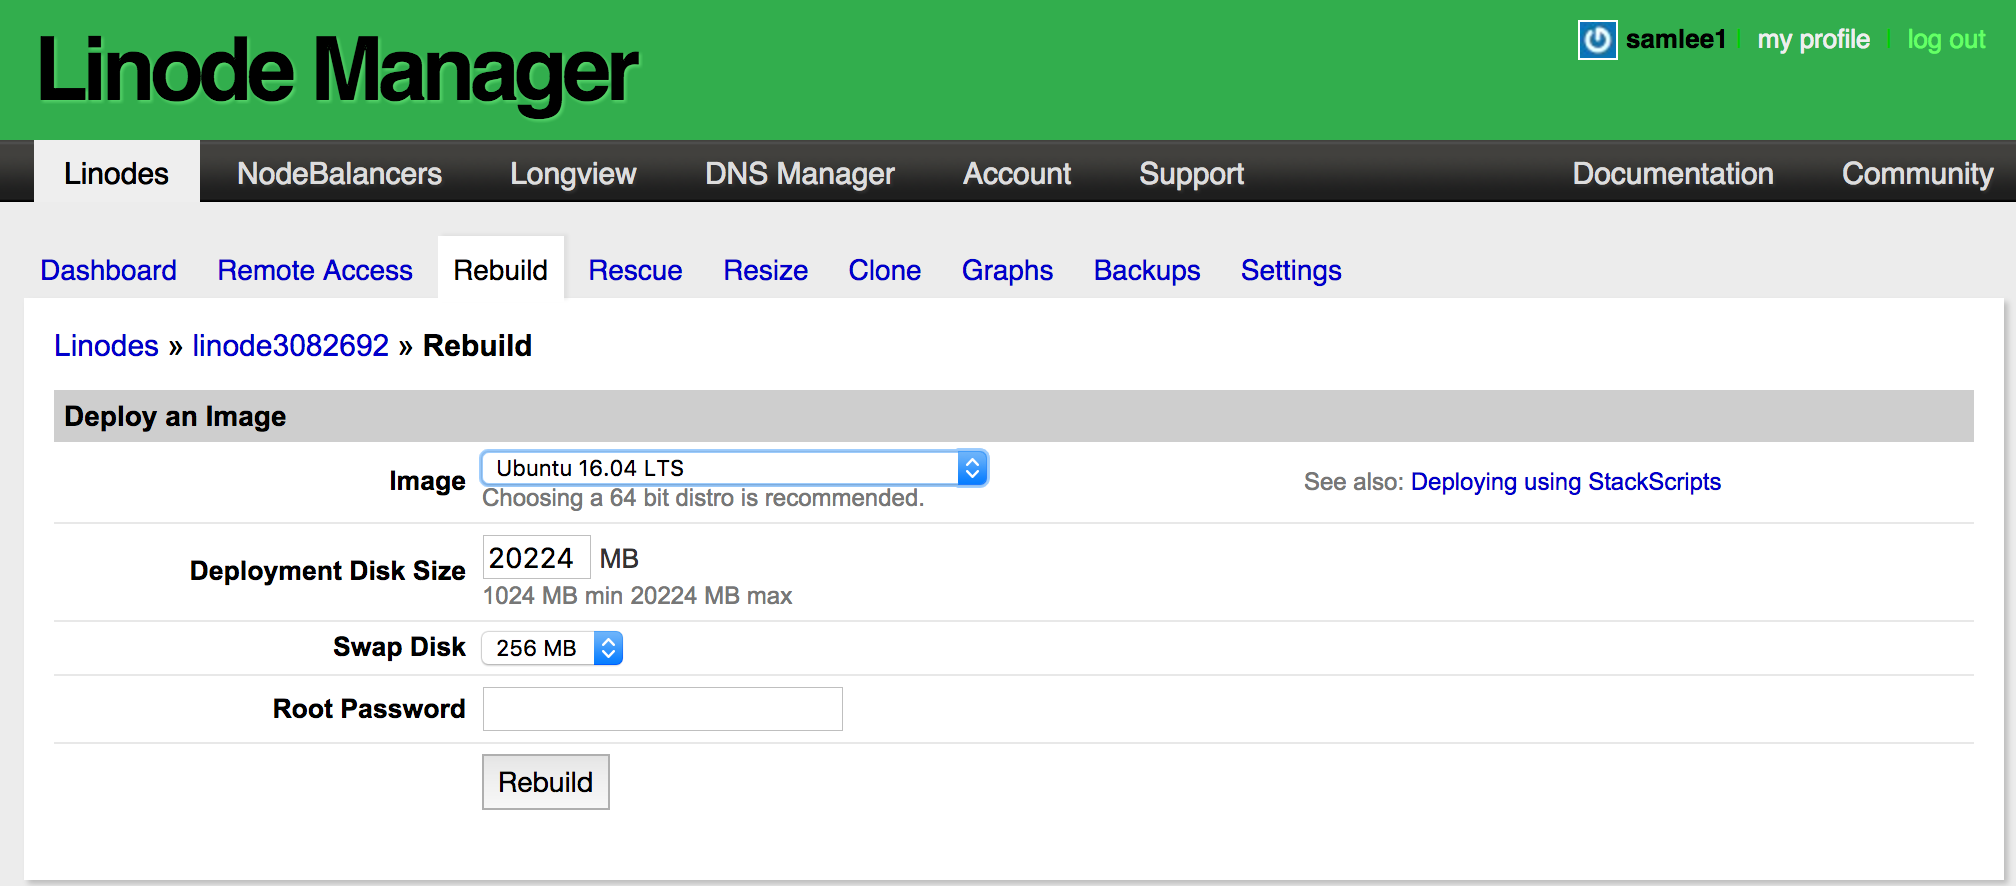 Linode Manager
samlee1 my profile log out
Linodes NodeBalancers Longview DNS Manager Account Support Documentation Community
Dashboard Remote Access Rebuild Rescue Resize Clone Graphs Backups Settings
Linodes » linode3082692 » Rebuild
Deploy an Image
Image Ubuntu 16.04 LTS
Choosing a 64 bit distro is recommended.
See also: Deploying using StackScripts
Deployment Disk Size 20224 MB
1024 MB min 20224 MB max
Swap Disk 256 MB
Root Password
Rebuild